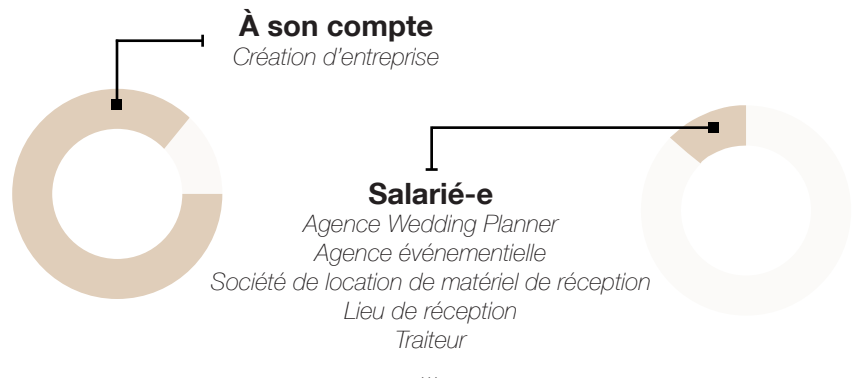 À son compte
Création d'entreprise
Salarié-e
Agence Wedding Planner
Agence événementielle
Société de location de matériel de réception
Lieu de réception
Traiteur
...